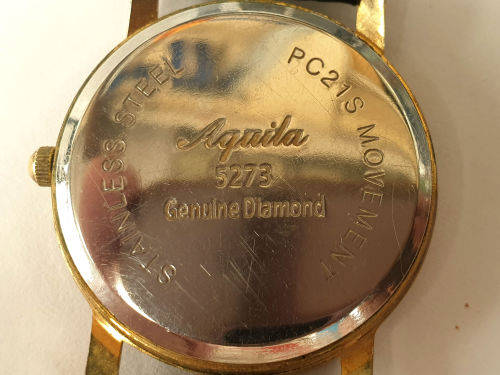 STAINLESS STEEL
PC21S MOVEMENT
Aquila
5273
Genuine Diamond